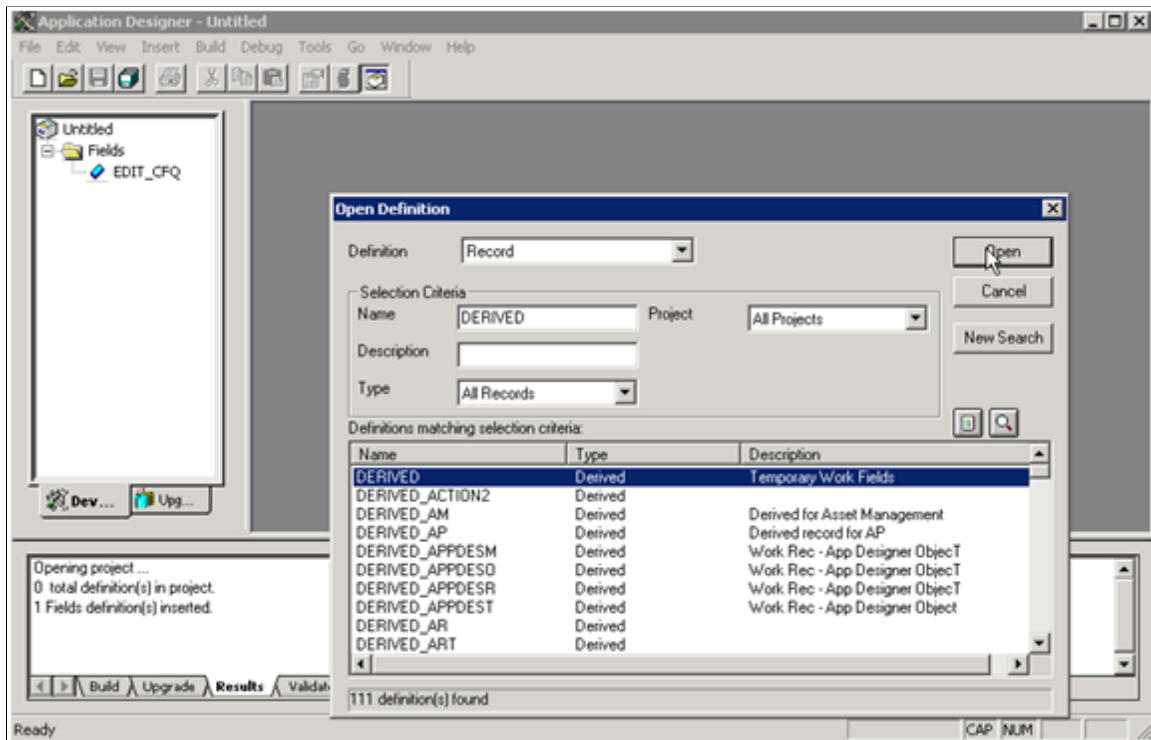 Application Designer - Untitled
File Edit View Insert Build Debug Tools Go Window Help
Untitled
Fields
EDIT_CFQ
Dev...
Upg...
Open Definition
Definition Record
Open
Cancel
New Search
Selection Criteria
Name DERIVED Project All Projects
Description
Type All Records
Definitions matching selection criteria:
Name Type Description
DERIVED Derived Temporary Work Fields
DERIVED_ACTION2 Derived
DERIVED_AM Derived Derived for Asset Management
DERIVED_AP Derived Derived record for AP
DERIVED_APPDESM Derived Work Rec - App Designer ObjecT
DERIVED_APPDESO Derived Work Rec - App Designer ObjecT
DERIVED_APPDESR Derived Work Rec - App Designer ObjecT
DERIVED_APPDEST Derived Work Rec - App Designer Object
DERIVED_AR Derived
DERIVED_ART Derived
111 definition(s) found
Opening project ...
0 total definition(s) in project.
1 Fields definition(s) inserted.
Build Upgrade Results Validat
Ready CAP NUM